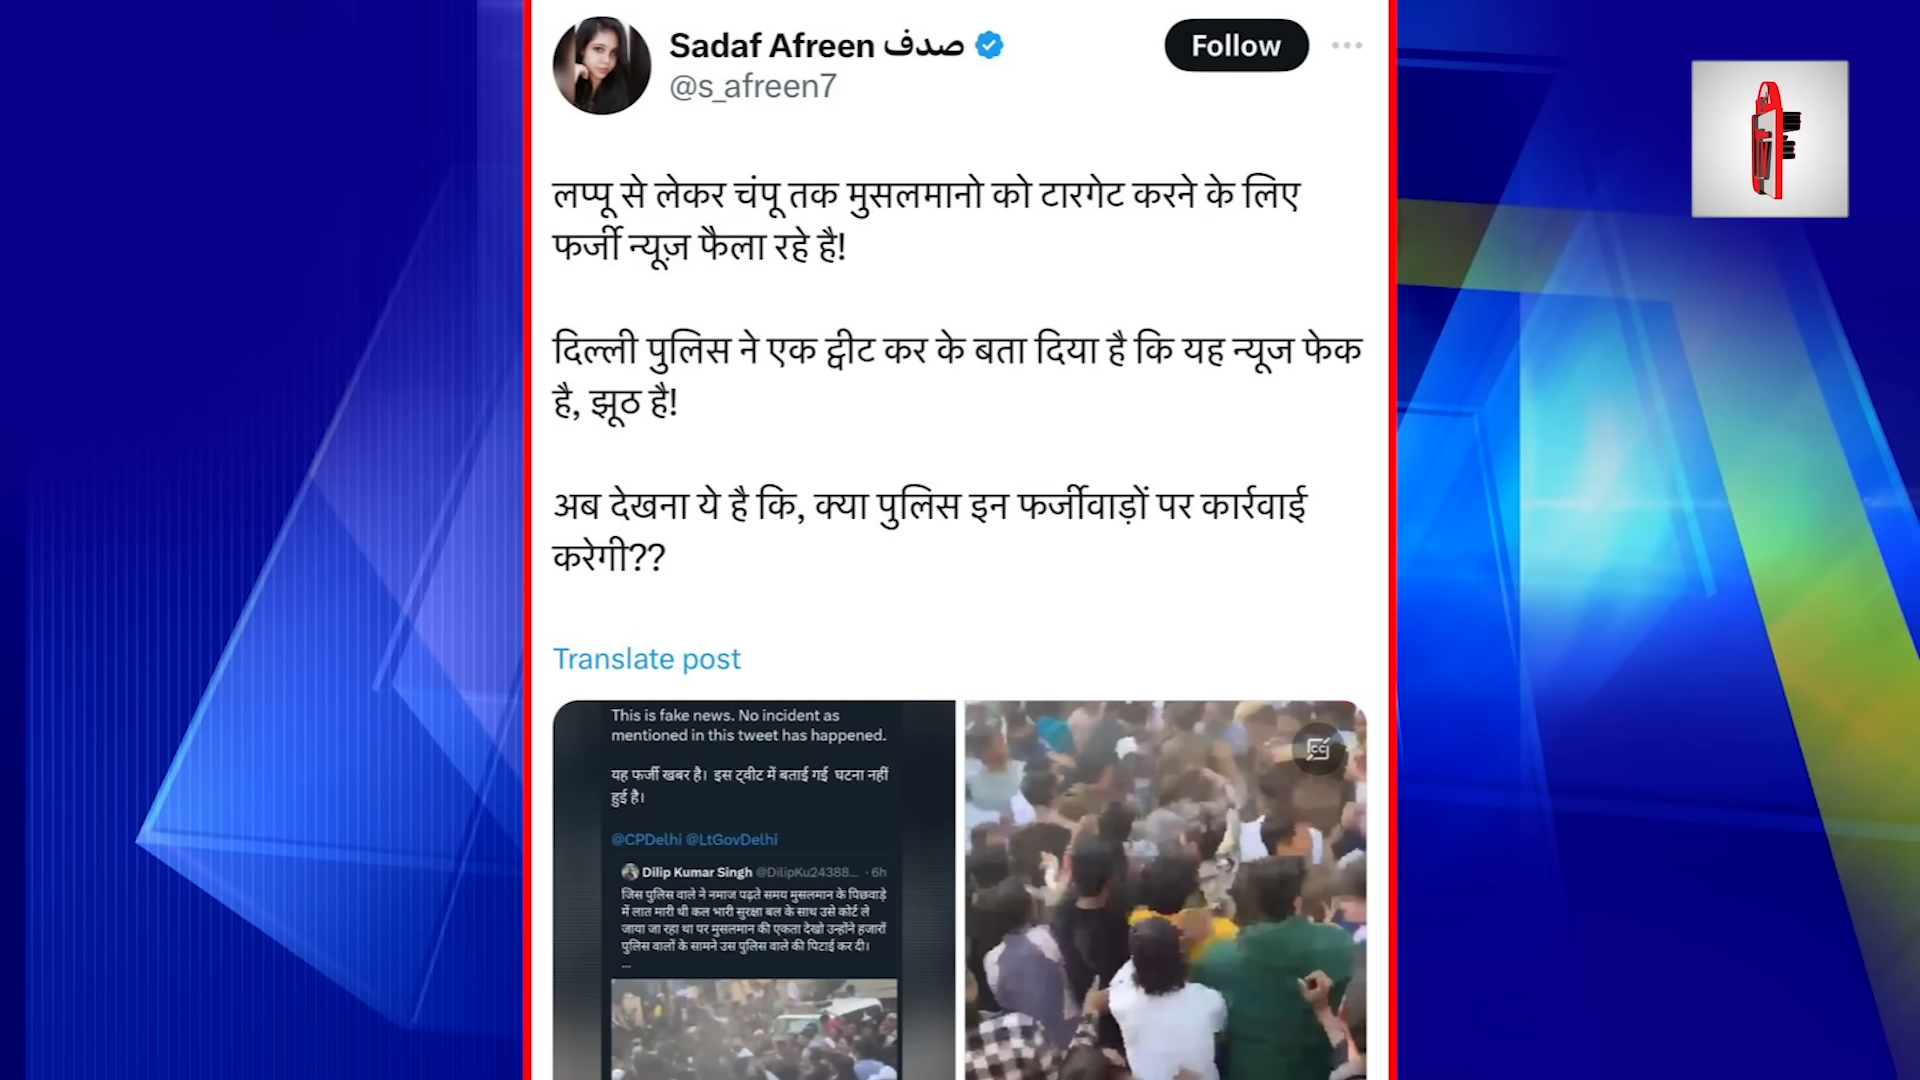 Sadaf Afreen صدف
Follow
@s_afreen7
लप्पू से लेकर चंपू तक मुसलमानो को टारगेट करने के लिए
फर्जी न्यूज़ फैला रहे है!
दिल्ली पुलिस ने एक ट्वीट कर के बता दिया है कि यह न्यूज फेक
है, झूठ है!
अब देखना ये है कि, क्या पुलिस इन फर्जीवाड़ों पर कार्रवाई
करेगी??
Translate post
This is fake news. No incident as
mentioned in this tweet has happened.
यह फर्जी खबर है। इस ट्वीट में बताई गई घटना नहीं
हुई है।
@CPDelhi @LtGovDelhi
Dilip Kumar Singh @DilipKu24388... · 6h
जिस पुलिस वाले ने नमाज पढ़ते समय मुसलमान के पिछवाड़े
में लात मारी थी कल भारी सुरक्षा बल के साथ उसे कोर्ट ले
जाया जा रहा था पर मुसलमान की एकता देखो उन्होंने हजारों
पुलिस वालों के सामने उस पुलिस वाले की पिटाई कर दी।
...
CC